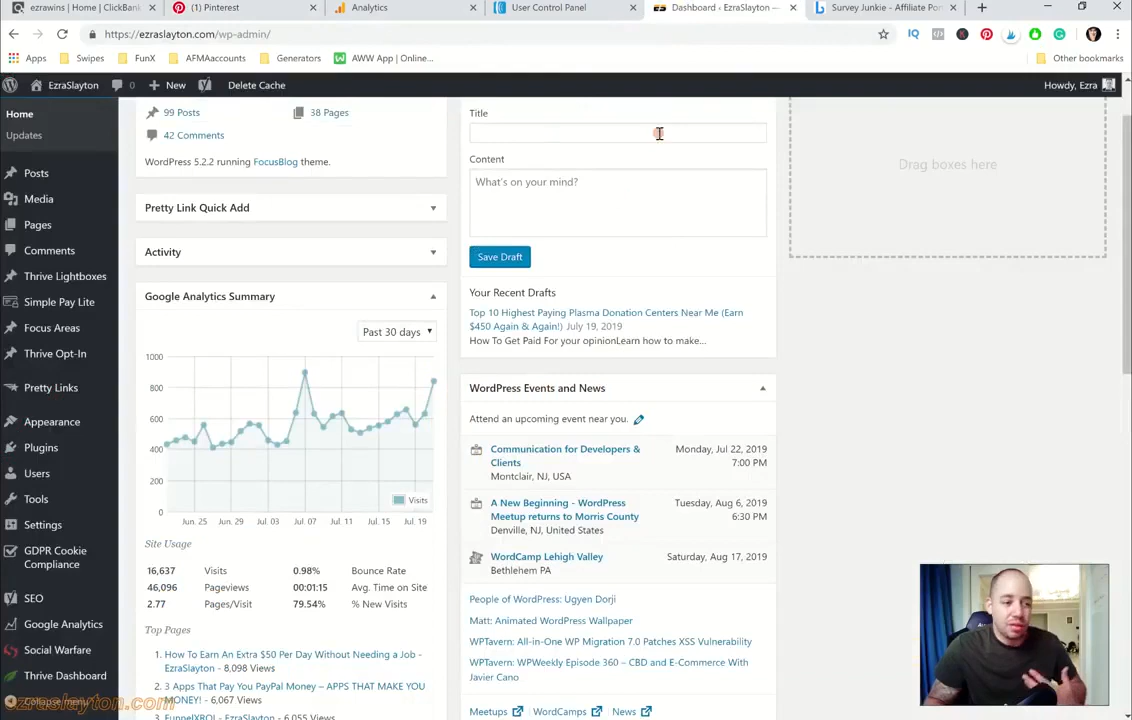 ezrawins | Home | ClickBank
(1) Pinterest
Analytics
User Control Panel
Dashboard ‹ EzraSlayton —
Survey Junkie - Affiliate Por
https://ezraslayton.com/wp-admin/
Apps
Swipes
FunX
AFMAaccounts
Generators
AWW App | Online...
Other bookmarks
EzraSlayton
0
New
Delete Cache
Howdy, Ezra
Home
Updates
Posts
Media
Pages
Comments
Thrive Lightboxes
Simple Pay Lite
Focus Areas
Thrive Opt-In
Pretty Links
Appearance
Plugins
Users
Tools
Settings
GDPR Cookie
Compliance
SEO
Google Analytics
Social Warfare
Thrive Dashboard
ezraslayton.com
99 Posts
38 Pages
42 Comments
WordPress 5.2.2 running FocusBlog theme.
Pretty Link Quick Add
Activity
Google Analytics Summary
Past 30 days
1000
800
600
400
200
0
Jun. 25
Jun. 29
Jul. 03
Jul. 07
Jul. 11
Jul. 15
Jul. 19
Visits
Site Usage
16,637 Visits 0.98% Bounce Rate
46,096 Pageviews 00:01:15 Avg. Time on Site
2.77 Pages/Visit 79.54% % New Visits
Top Pages
1. How To Earn An Extra $50 Per Day Without Needing a Job -
EzraSlayton - 8,098 Views
2. 3 Apps That Pay You PayPal Money – APPS THAT MAKE YOU
MONEY! - 6,067 Views
3. FunnelXROI - EzraSlayton - 6,055 Views
Title
Content
What's on your mind?
Save Draft
Your Recent Drafts
Top 10 Highest Paying Plasma Donation Centers Near Me (Earn
$450 Again & Again!) July 19, 2019
How To Get Paid For your opinionLearn how to make...
WordPress Events and News
Attend an upcoming event near you.
Communication for Developers &
Clients
Montclair, NJ, USA
Monday, Jul 22, 2019
7:00 PM
A New Beginning - WordPress
Meetup returns to Morris County
Denville, NJ, United States
Tuesday, Aug 6, 2019
6:30 PM
WordCamp Lehigh Valley
Bethlehem PA
Saturday, Aug 17, 2019
People of WordPress: Ugyen Dorji
Matt: Animated WordPress Wallpaper
WPTavern: All-in-One WP Migration 7.0 Patches XSS Vulnerability
WPTavern: WPWeekly Episode 360 – CBD and E-Commerce With
Javier Cano
Meetups
WordCamps
News
Drag boxes here